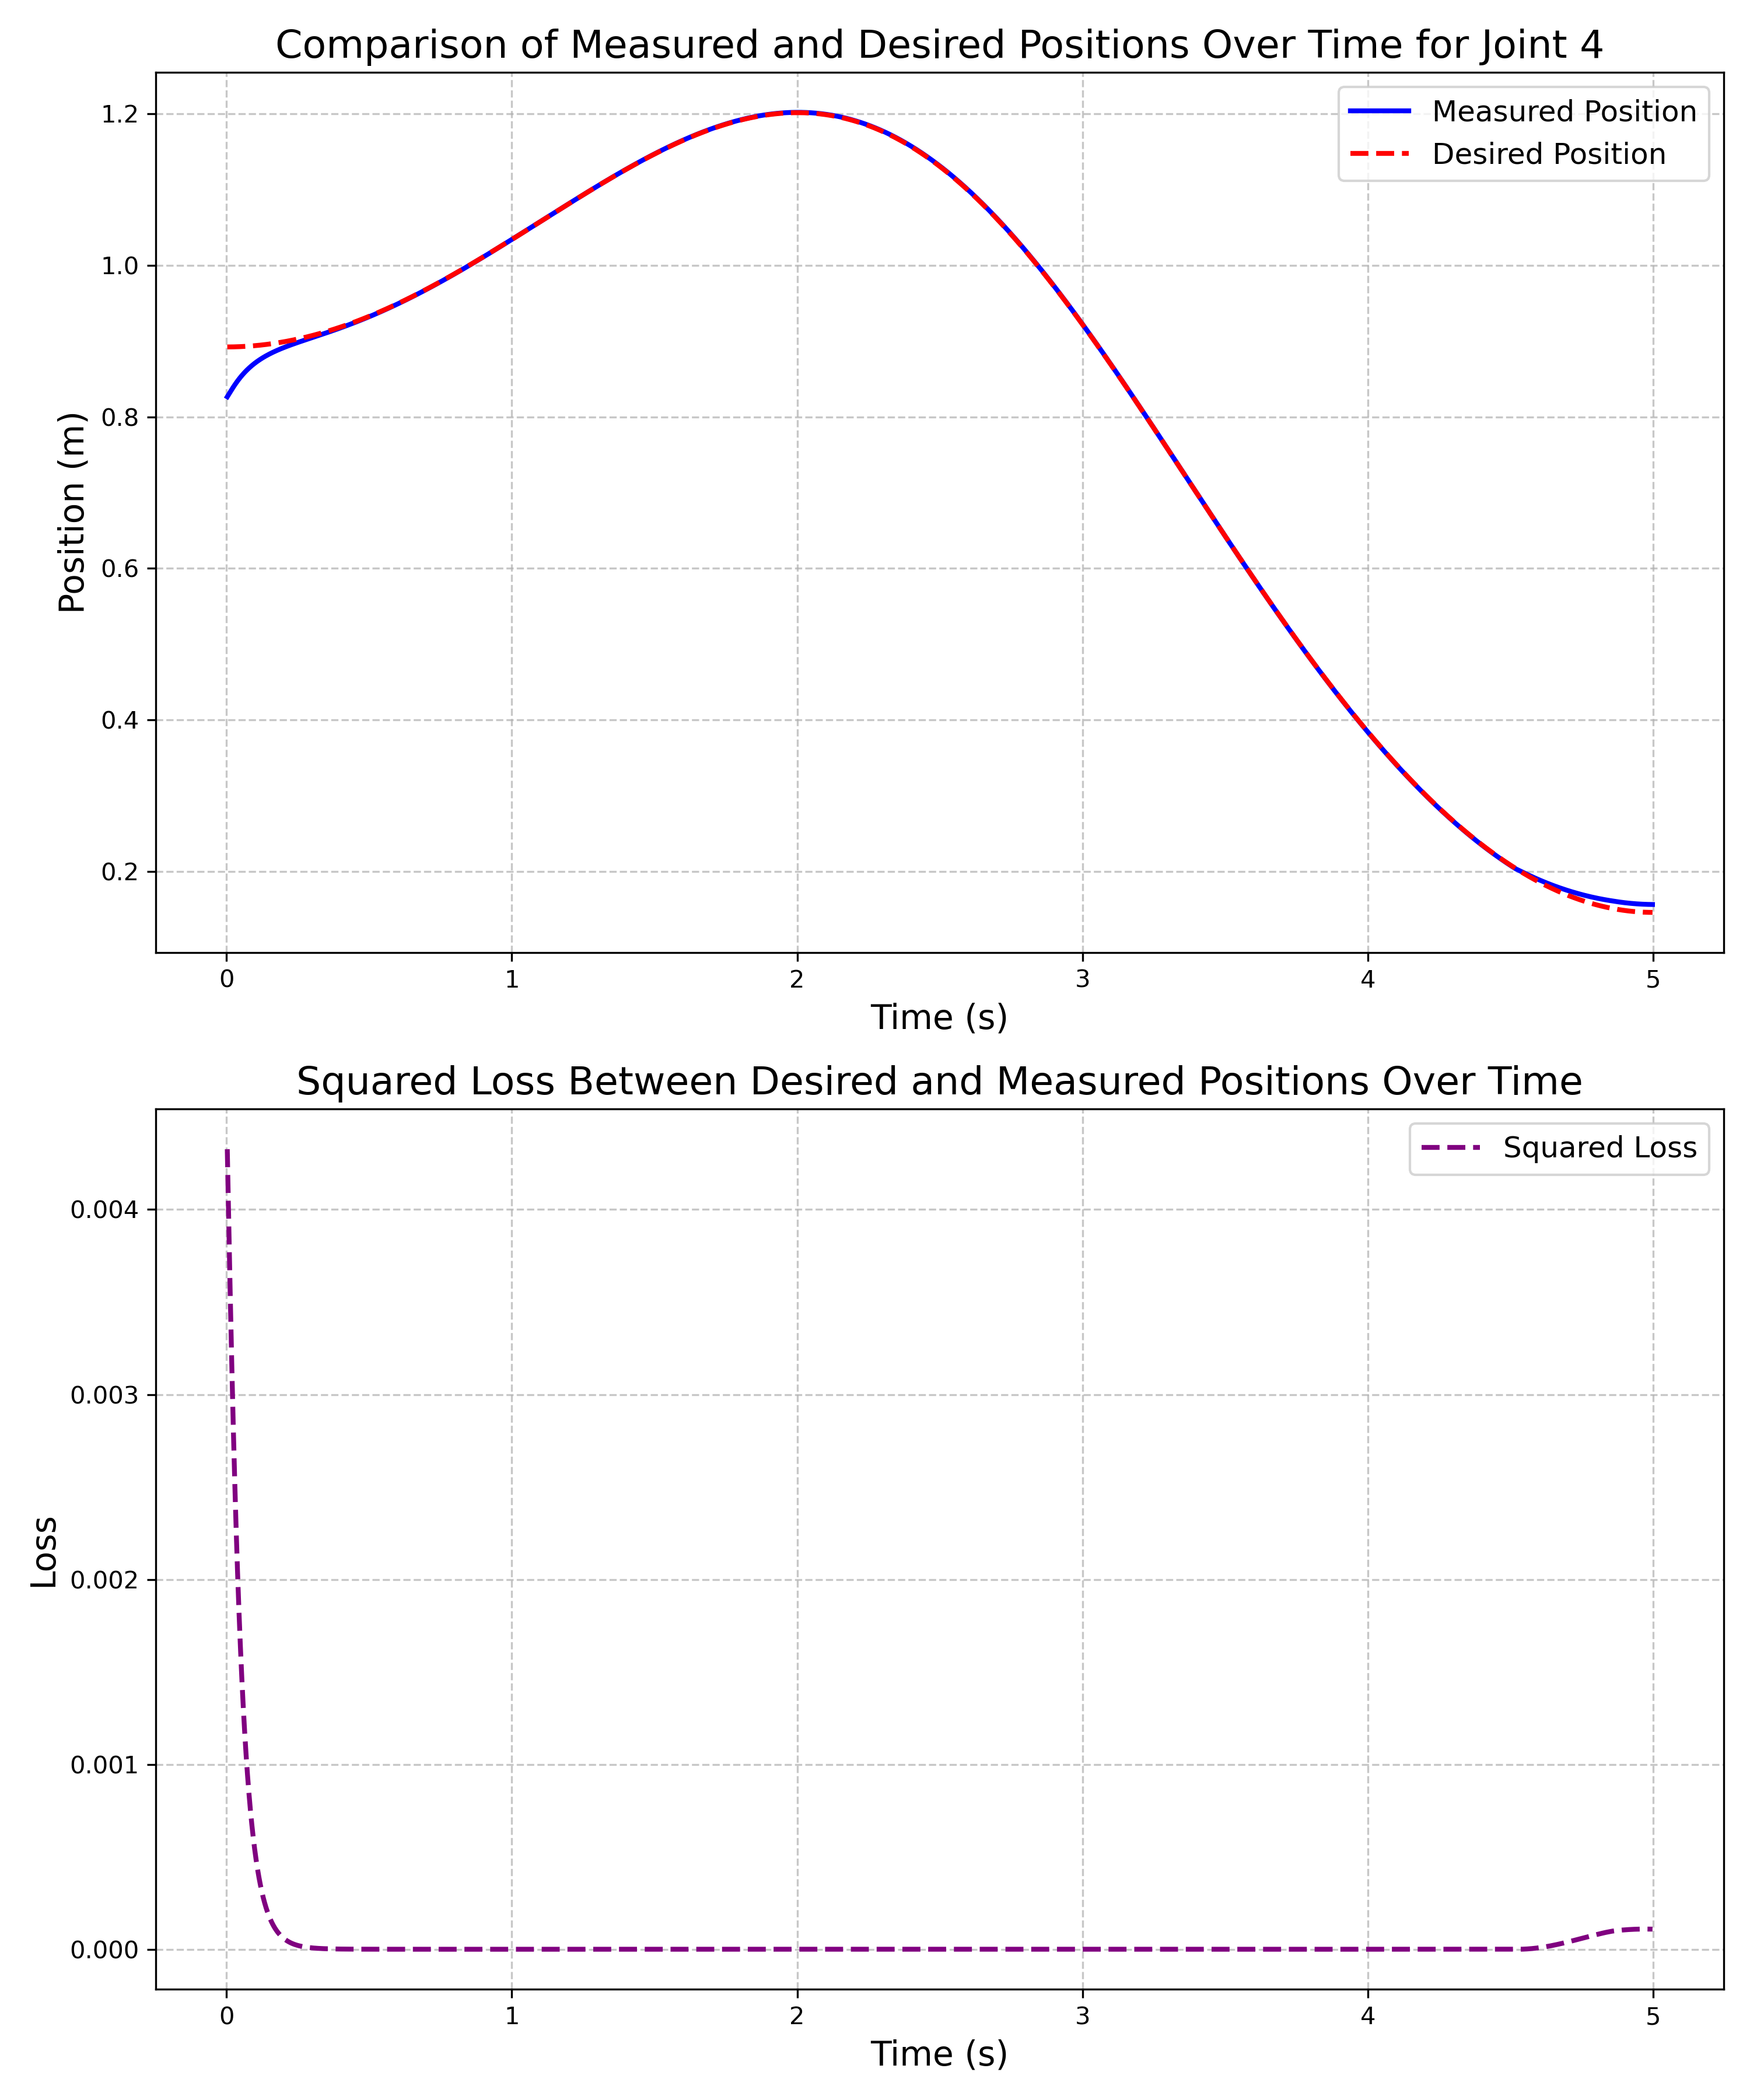 Comparison of Measured and Desired Positions Over Time for Joint 4
Measured Position
Desired Position
Position (m)
1.2
1.0
0.8
0.6
0.4
0.2
0 1 2 3 4 5
Time (s)
Squared Loss Between Desired and Measured Positions Over Time
Squared Loss
Loss
0.004
0.003
0.002
0.001
0.000
0 1 2 3 4 5
Time (s)